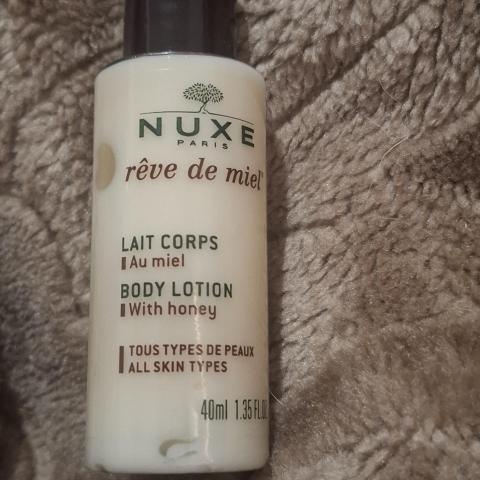 NUXE
PARIS
rêve de miel
LAIT CORPS
Au miel
BODY LOTION
With honey
TOUS TYPES DE PEAUX
ALL SKIN TYPES
40ml 1.35 FL.